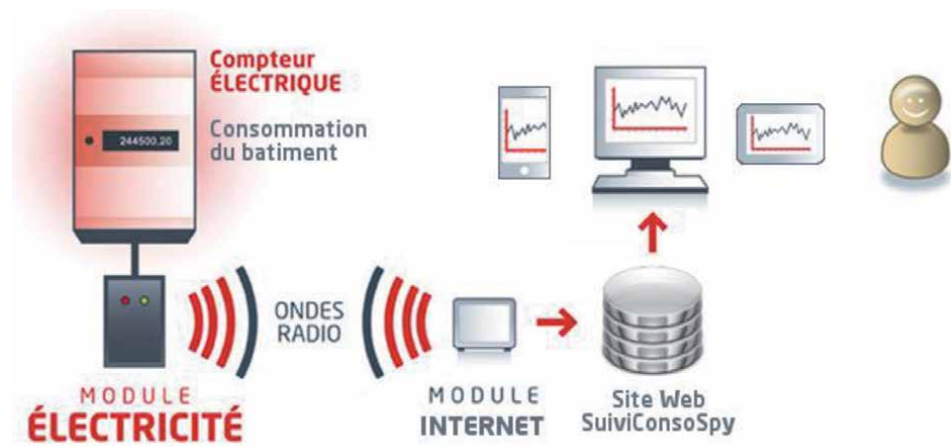 Compteur
ÉLECTRIQUE
Consommation
du batiment
244500,20
ONDES
RADIO
MODULE
ÉLECTRICITÉ
MODULE
INTERNET
Site Web
SuiviConsoSpy